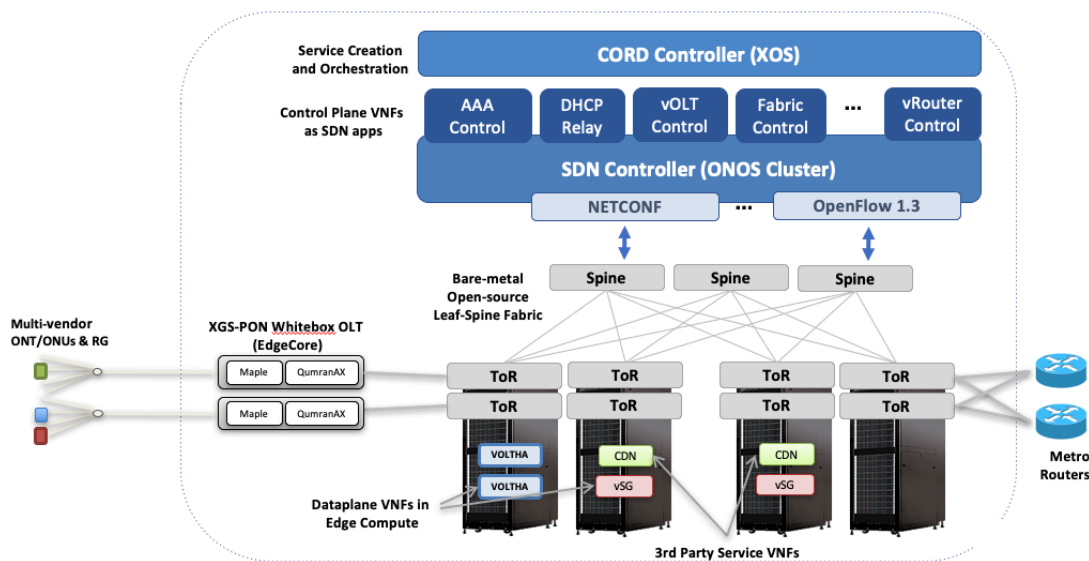 CORD Controller (XOS)
Service Creation
and Orchestration
Control Plane VNFs
as SDN apps
AAA
Control
DHCP
Relay
vOLT
Control
Fabric
Control
...
vRouter
Control
SDN Controller (ONOS Cluster)
NETCONF
...
OpenFlow 1.3
Bare-metal
Open-source
Leaf-Spine Fabric
Spine
Spine
Spine
Multi-vendor
ONT/ONUs & RG
XGS-PON Whitebox OLT
(EdgeCore)
Maple
QumranAX
Maple
QumranAX
ToR
ToR
ToR
ToR
ToR
ToR
ToR
ToR
VOLTHA
VOLTHA
CDN
vSG
CDN
vSG
Metro
Routers
Dataplane VNFs in
Edge Compute
3rd Party Service VNFs